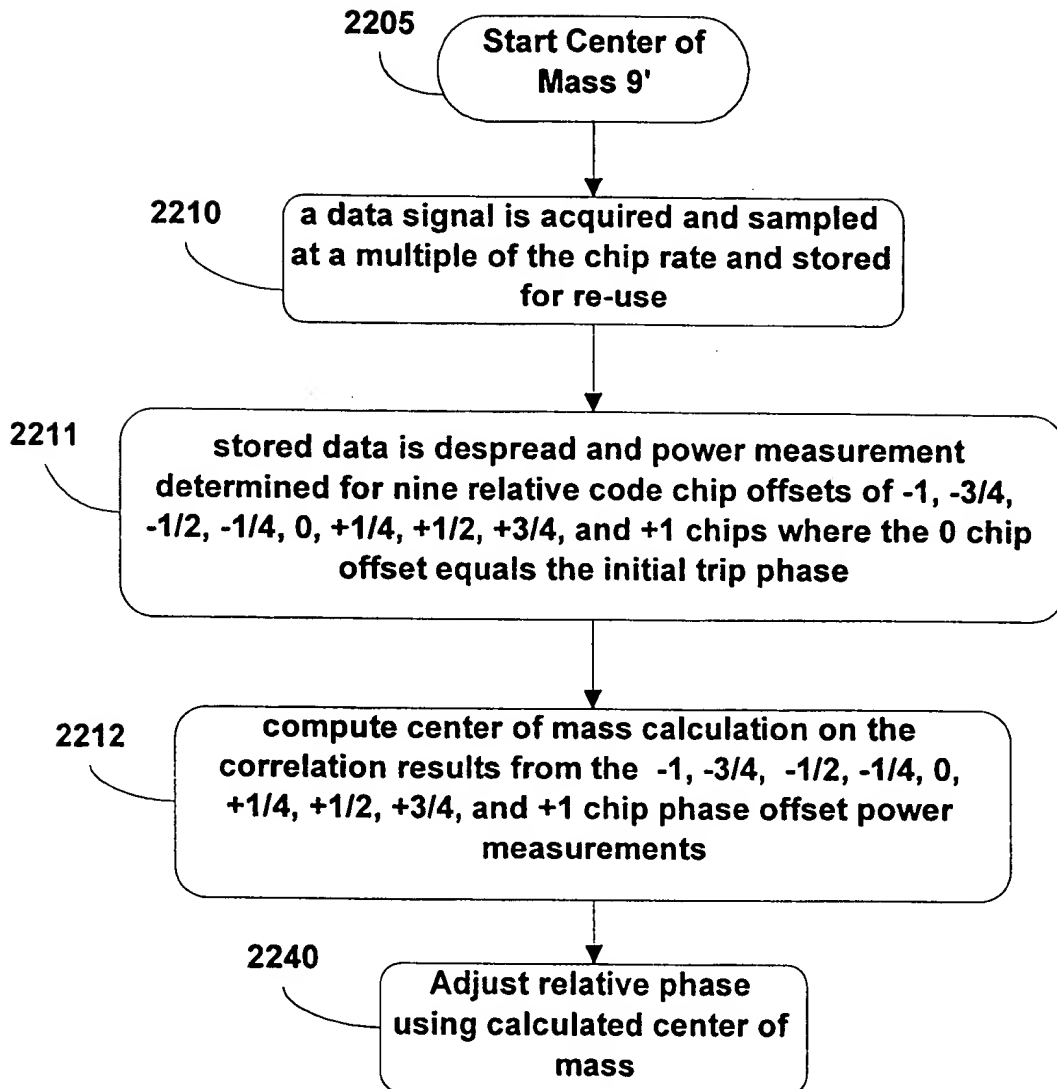 2205
Start Center of
Mass 9'
2210
a data signal is acquired and sampled
at a multiple of the chip rate and stored
for re-use
2211
stored data is despread and power measurement
determined for nine relative code chip offsets of -1, -3/4,
-1/2, -1/4, 0, +1/4, +1/2, +3/4, and +1 chips where the 0 chip
offset equals the initial trip phase
2212
compute center of mass calculation on the
correlation results from the -1, -3/4, -1/2, -1/4, 0,
+1/4, +1/2, +3/4, and +1 chip phase offset power
measurements
2240
Adjust relative phase
using calculated center of
mass